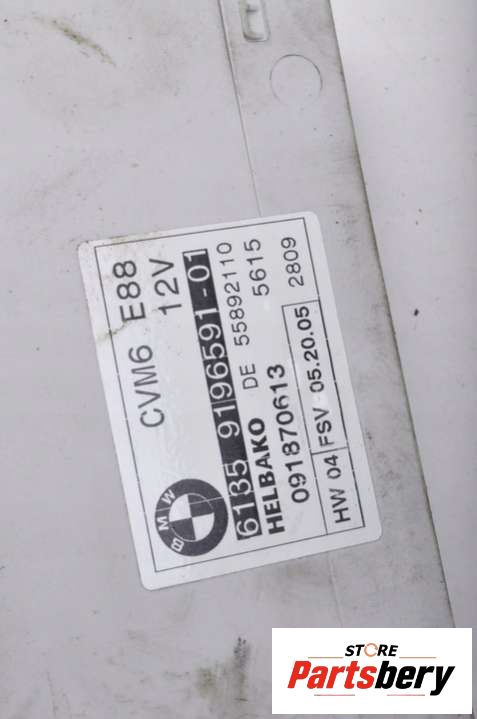 CVM6 E88
12V
BMW
6135 9196591-01
HELBAKO DE 55892110
5615
091870613 2809
HW 04 FSV 05.20.05
STORE
Partsbery